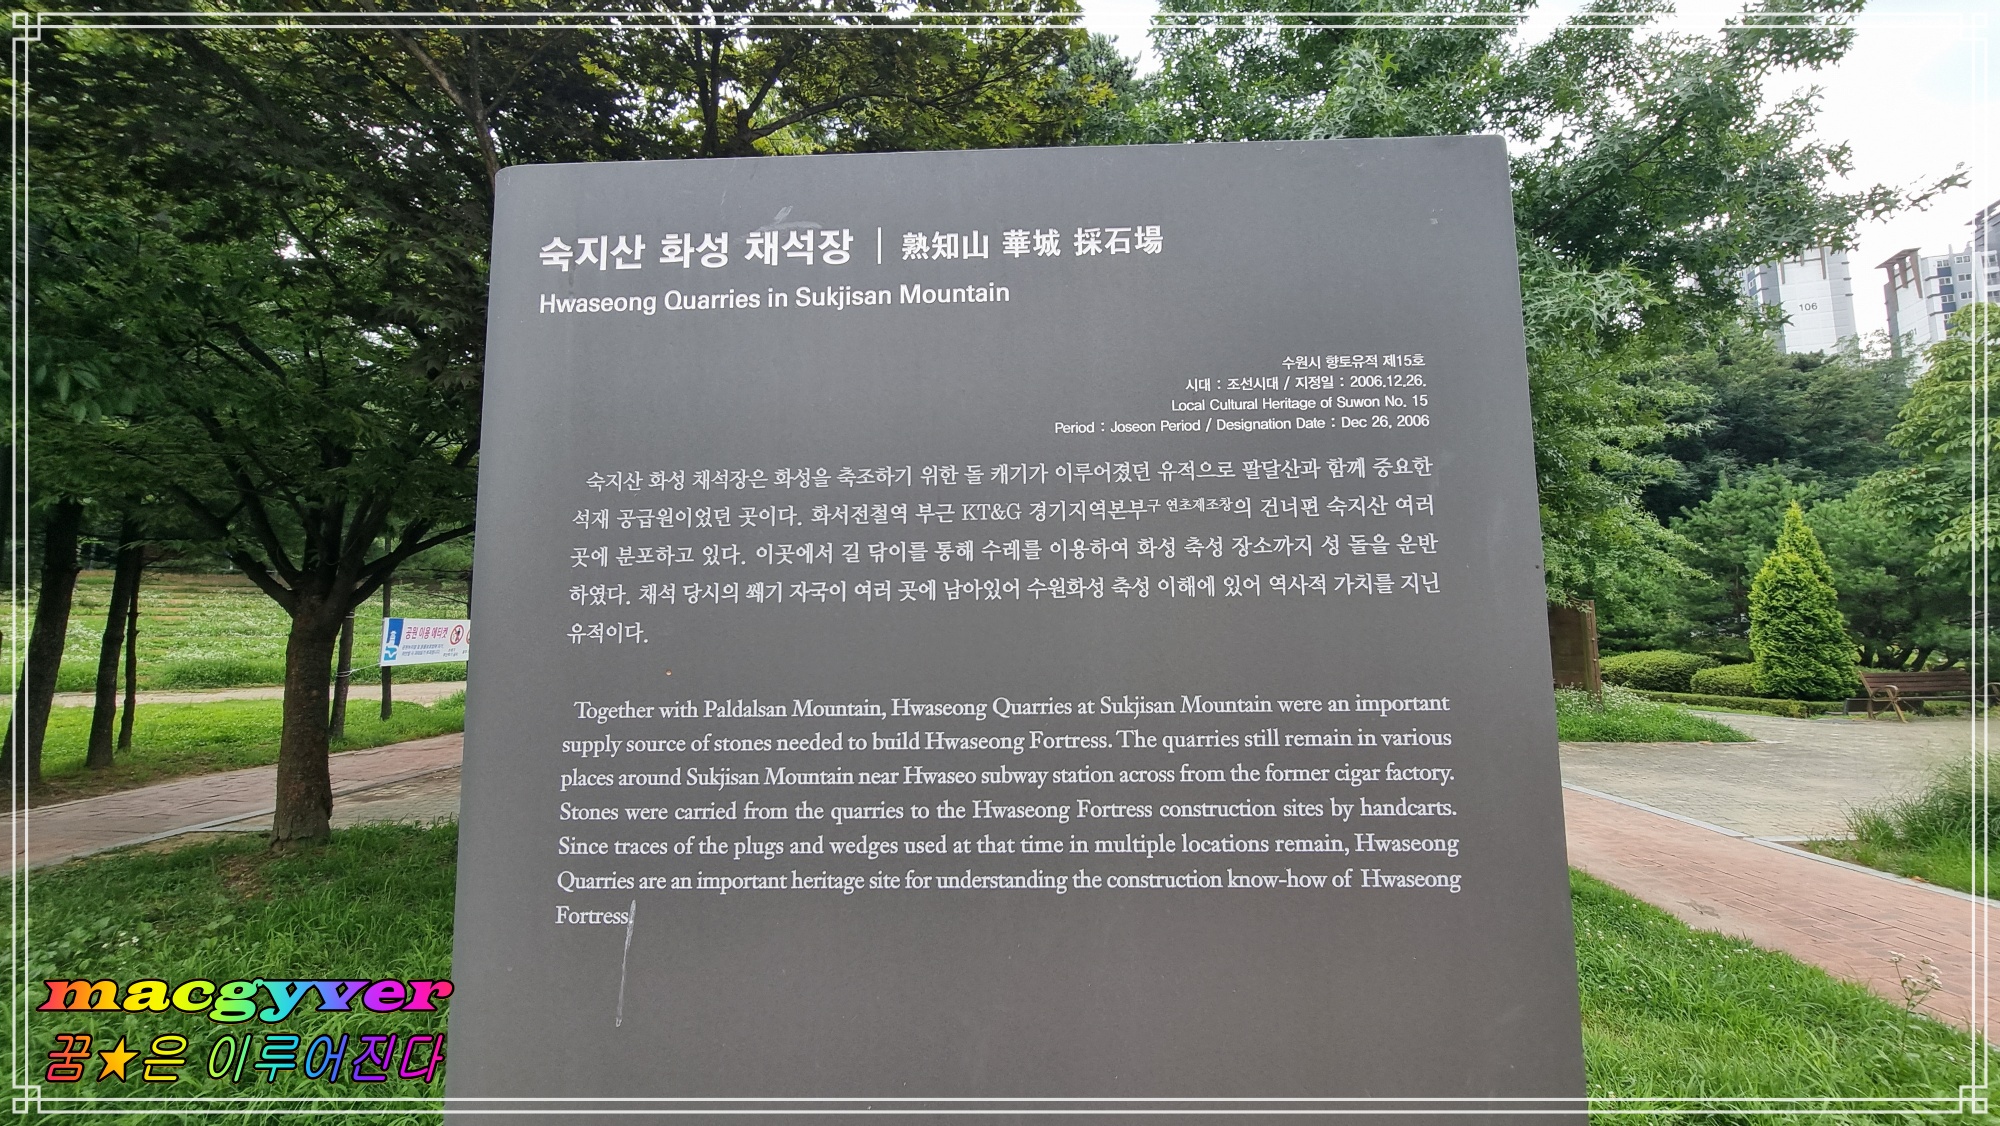 숙지산 화성 채석장 | 熟知山 華城 採石場
Hwaseong Quarries in Sukjisan Mountain
수원시 향토유적 제15호
시대 : 조선시대 / 지정일 : 2006.12.26.
Local Cultural Heritage of Suwon No. 15
Period : Joseon Period / Designation Date : Dec 26, 2006
숙지산 화성 채석장은 화성을 축조하기 위한 돌 캐기가 이루어졌던 유적으로 팔달산과 함께 중요한
석재 공급원이었던 곳이다. 화서전철역 부근 KT&G 경기지역본부구 연초제조창의 건너편 숙지산 여러
곳에 분포하고 있다. 이곳에서 길 닦이를 통해 수레를 이용하여 화성 축성 장소까지 성 돌을 운반
하였다. 채석 당시의 쐐기 자국이 여러 곳에 남아있어 수원화성 축성 이해에 있어 역사적 가치를 지닌
유적이다.
Together with Paldalsan Mountain, Hwaseong Quarries at Sukjisan Mountain were an important
supply source of stones needed to build Hwaseong Fortress. The quarries still remain in various
places around Sukjisan Mountain near Hwaseo subway station across from the former cigar factory.
Stones were carried from the quarries to the Hwaseong Fortress construction sites by handcarts.
Since traces of the plugs and wedges used at that time in multiple locations remain, Hwaseong
Quarries are an important heritage site for understanding the construction know-how of Hwaseong
Fortress.
공원 이용 에티켓
106
macgyver
꿈★은 이루어진다